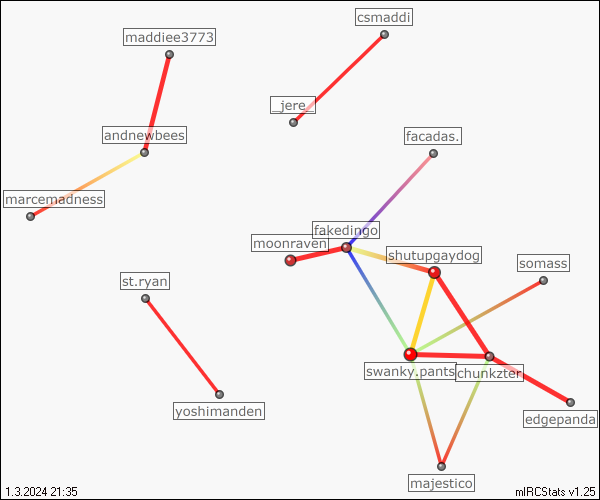 csmaddi
maddiee3773
_jere_
andnewbees
facadas.
marcemadness
fakedingo
moonraven
shutupgaydog
somass
st.ryan
swanky.pants
chunkzter
yoshimanden
edgepanda
majestico
1.3.2024 21:35
mIRCStats v1.25